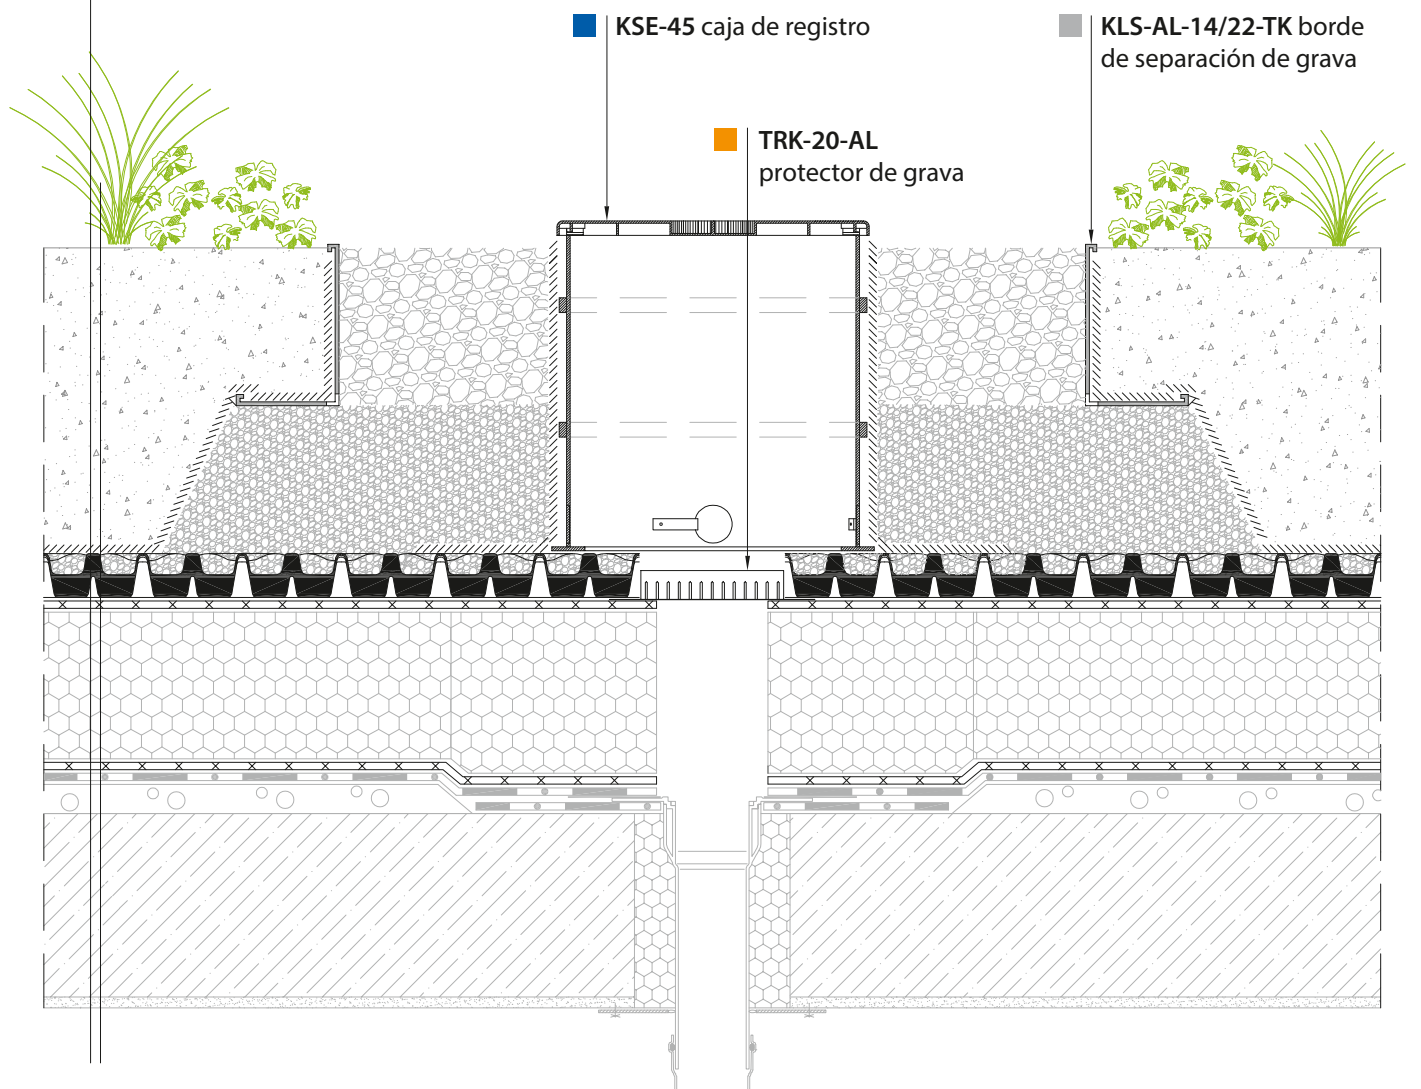 KSE-45 caja de registro
KLS-AL-14/22-TK borde
de separación de grava
TRK-20-AL
protector de grava